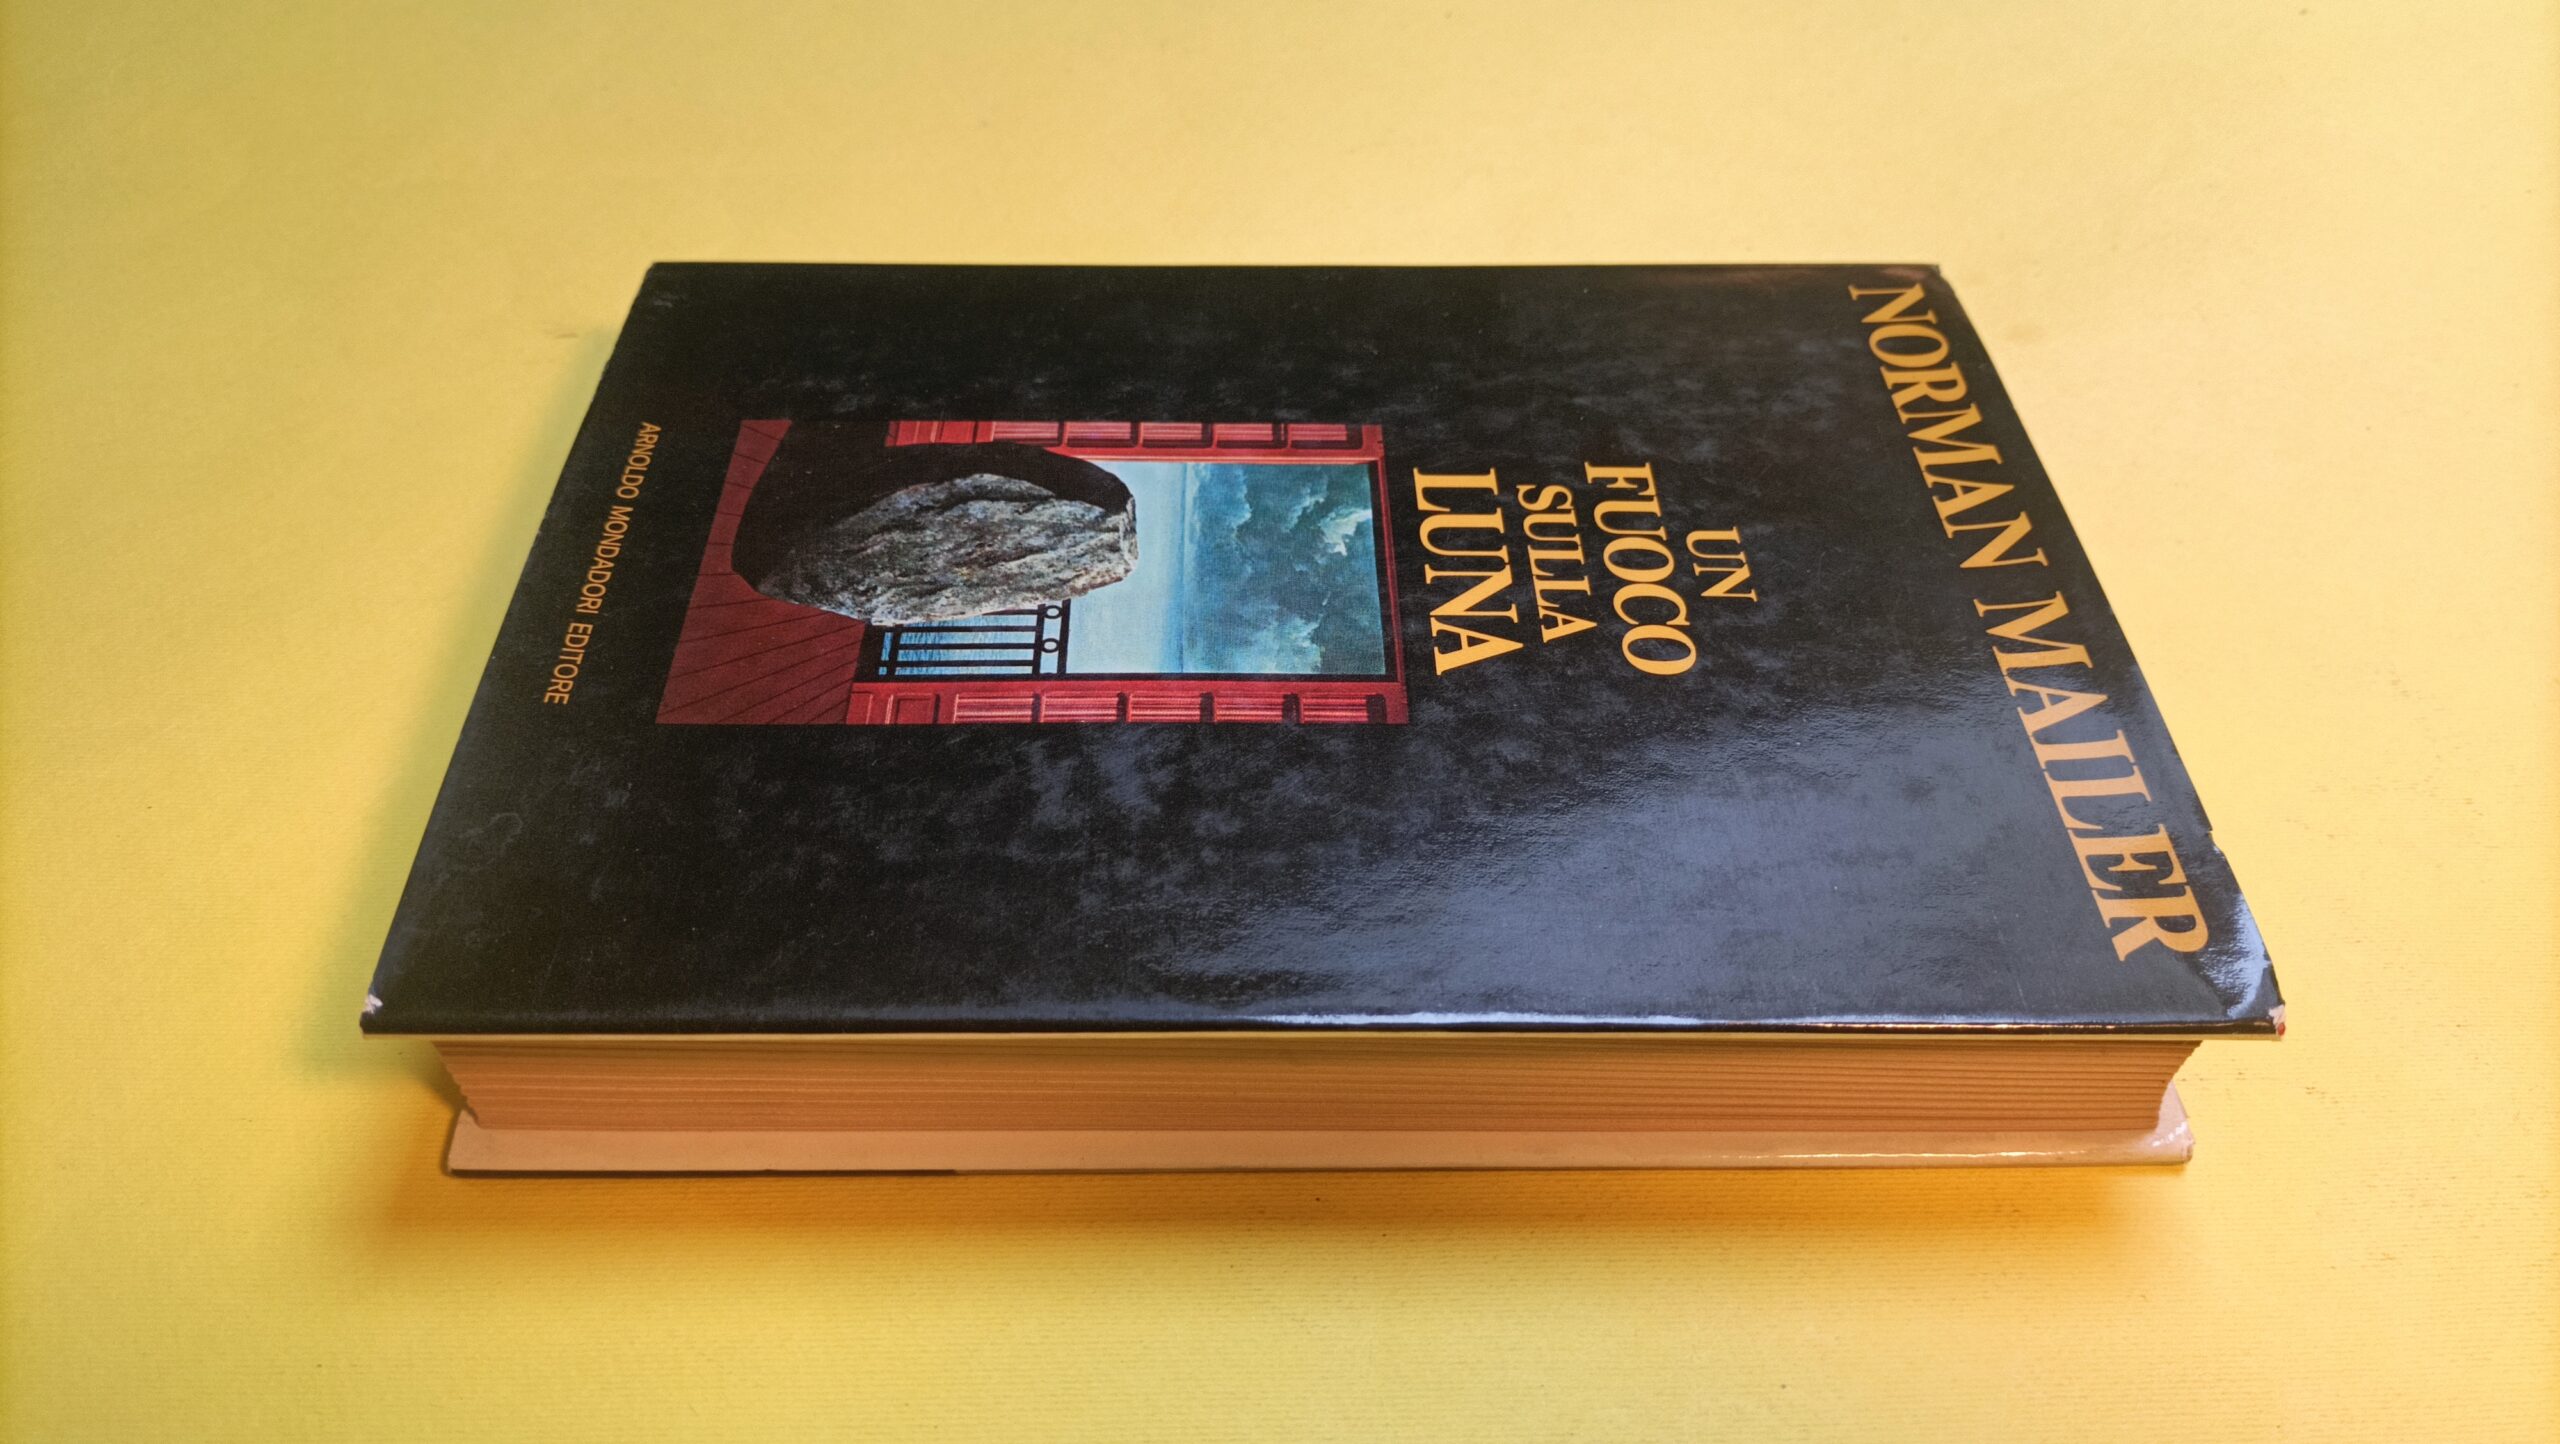 NORMAN MAILER
UN
FUOCO
SULLA
LUNA
ARNOLDO MONDADORI EDITORE